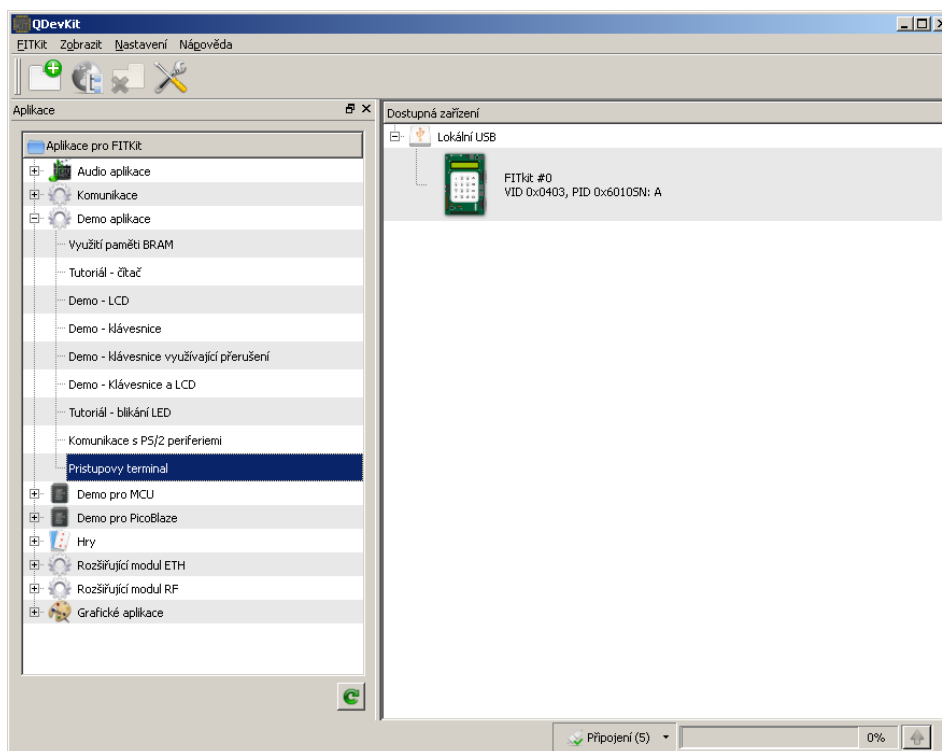 QDevKit
FITKit Zobrazit Nastavení Nápověda
Aplikace
Aplikace pro FITKit
Audio aplikace
Komunikace
Demo aplikace
Využití paměti BRAM
Tutoriál - čítač
Demo - LCD
Demo - klávesnice
Demo - klávesnice využívající přerušení
Demo - Klávesnice a LCD
Tutoriál - blikání LED
Komunikace s PS/2 periferiemi
Pristupovy terminal
Demo pro MCU
Demo pro PicoBlaze
Hry
Rozšiřující modul ETH
Rozšiřující modul RF
Grafické aplikace
Dostupná zařízení
Lokální USB
FITkit #0
VID 0x0403, PID 0x6010SN: A
Připojení (5)
0%